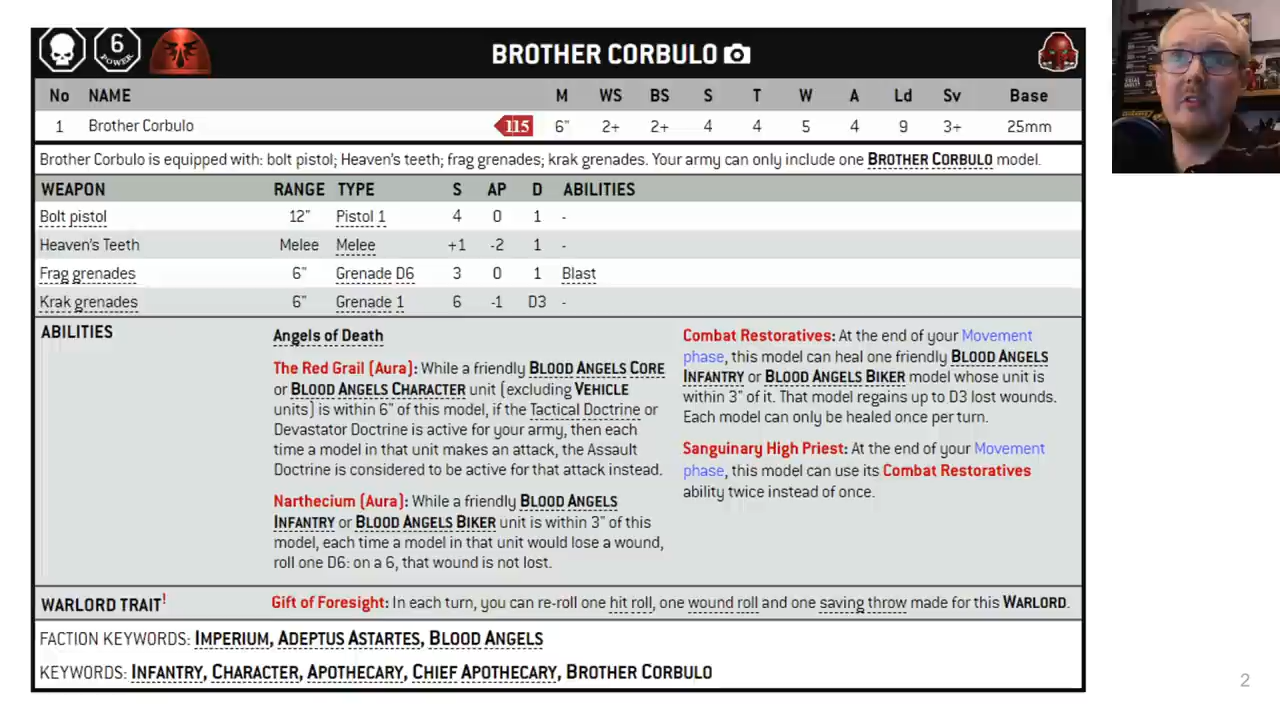 6
POWER
BROTHER CORBULO
No NAME M WS BS S T W A Ld Sv Base
1 Brother Corbulo 115 6" 2+ 2+ 4 4 5 4 9 3+ 25mm
Brother Corbulo is equipped with: bolt pistol; Heaven's teeth; frag grenades; krak grenades. Your army can only include one BROTHER CORBULO model.
WEAPON RANGE TYPE S AP D ABILITIES
Bolt pistol 12" Pistol 1 4 0 1 -
Heaven's Teeth Melee Melee +1 -2 1 -
Frag grenades 6" Grenade D6 3 0 1 Blast
Krak grenades 6" Grenade 1 6 -1 D3 -
ABILITIES
Angels of Death
The Red Grail (Aura): While a friendly BLOOD ANGELS CORE
or BLOOD ANGELS CHARACTER unit (excluding VEHICLE
units) is within 6" of this model, if the Tactical Doctrine or
Devastator Doctrine is active for your army, then each
time a model in that unit makes an attack, the Assault
Doctrine is considered to be active for that attack instead.
Narthecium (Aura): While a friendly BLOOD ANGELS
INFANTRY or BLOOD ANGELS BIKER unit is within 3" of this
model, each time a model in that unit would lose a wound,
roll one D6: on a 6, that wound is not lost.
Combat Restoratives: At the end of your Movement
phase, this model can heal one friendly BLOOD ANGELS
INFANTRY or BLOOD ANGELS BIKER model whose unit is
within 3" of it. That model regains up to D3 lost wounds.
Each model can only be healed once per turn.
Sanguinary High Priest: At the end of your Movement
phase, this model can use its Combat Restoratives
ability twice instead of once.
WARLORD TRAIT! Gift of Foresight: In each turn, you can re-roll one hit roll, one wound roll and one saving throw made for this WARLORD.
FACTION KEYWORDS: IMPERIUM, ADEPTUS ASTARTES, BLOOD ANGELS
KEYWORDS: INFANTRY, CHARACTER, APOTHECARY, CHIEF APOTHECARY, BROTHER CORBULO
2